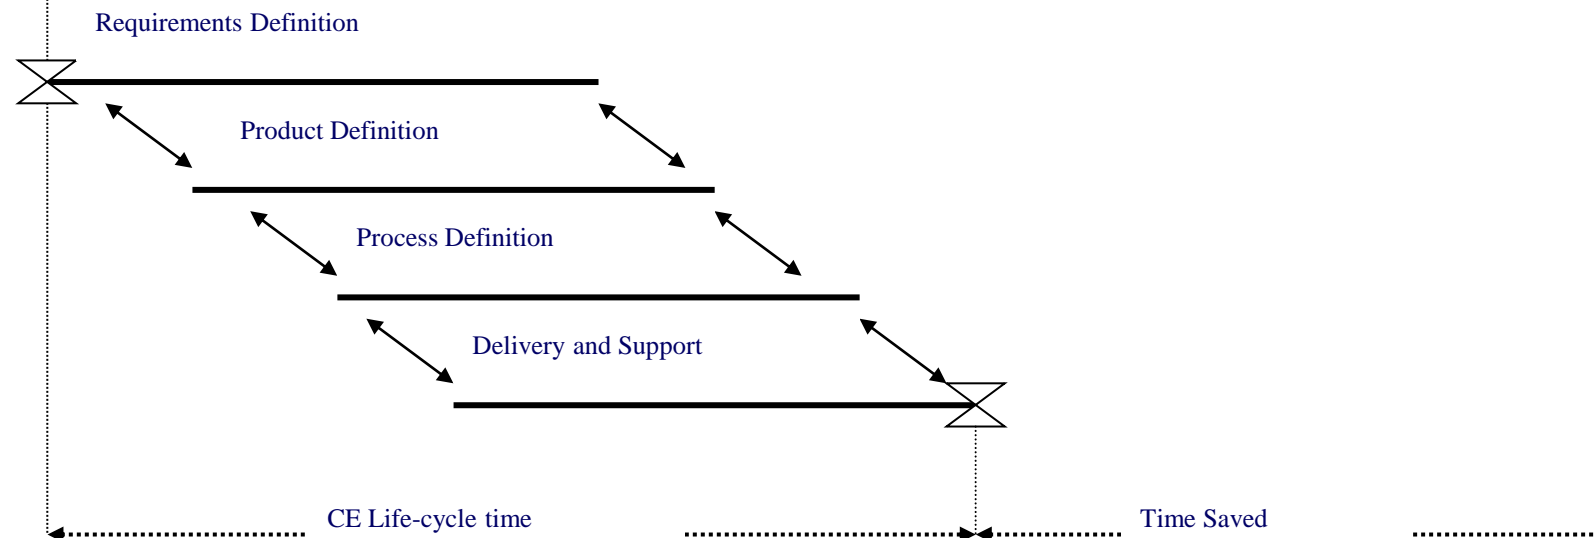 Requirements Definition
Product Definition
Process Definition
Delivery and Support
CE Life-cycle time
Time Saved